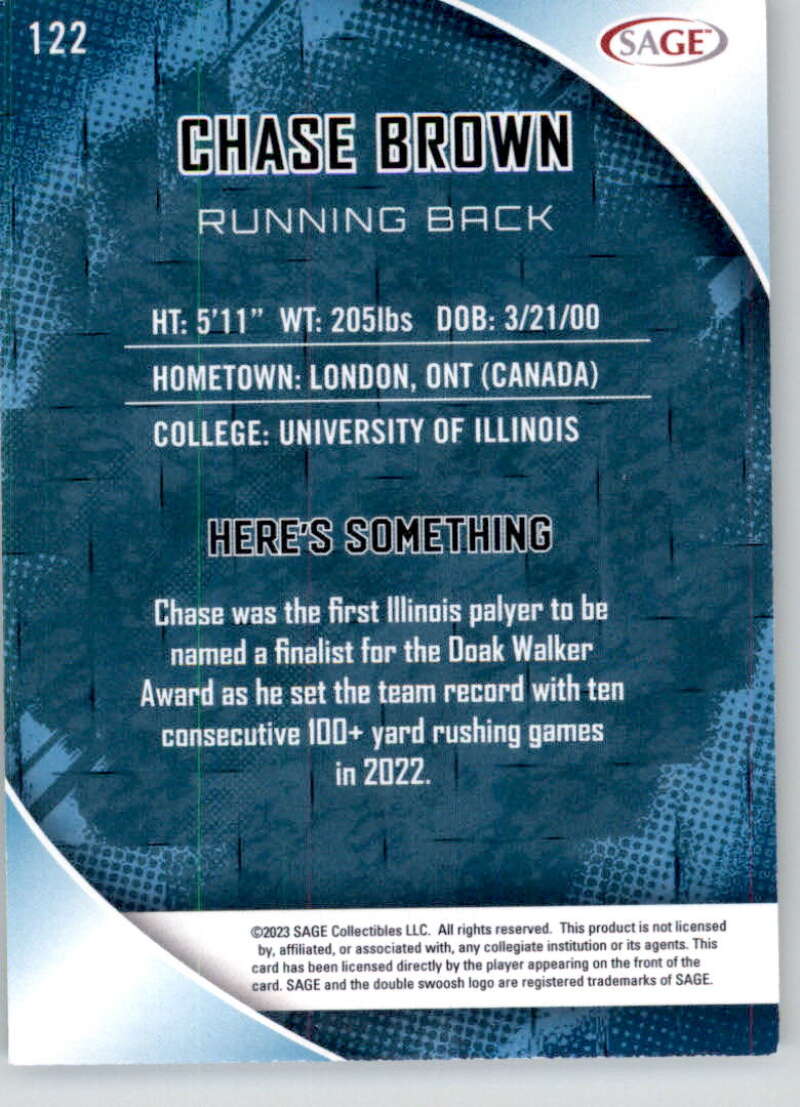 122
SAGE™
CHASE BROWN
RUNNING BACK
HT: 5'11" WT: 205lbs DOB: 3/21/00
HOMETOWN: LONDON, ONT (CANADA)
COLLEGE: UNIVERSITY OF ILLINOIS
HERE'S SOMETHING
Chase was the first Illinois palyer to be
named a finalist for the Doak Walker
Award as he set the team record with ten
consecutive 100+ yard rushing games
in 2022.
©2023 SAGE Collectibles LLC. All rights reserved. This product is not licensed
by, affiliated, or associated with, any collegiate institution or its agents. This
card has been licensed directly by the player appearing on the front of the
card. SAGE and the double swoosh logo are registered trademarks of SAGE.